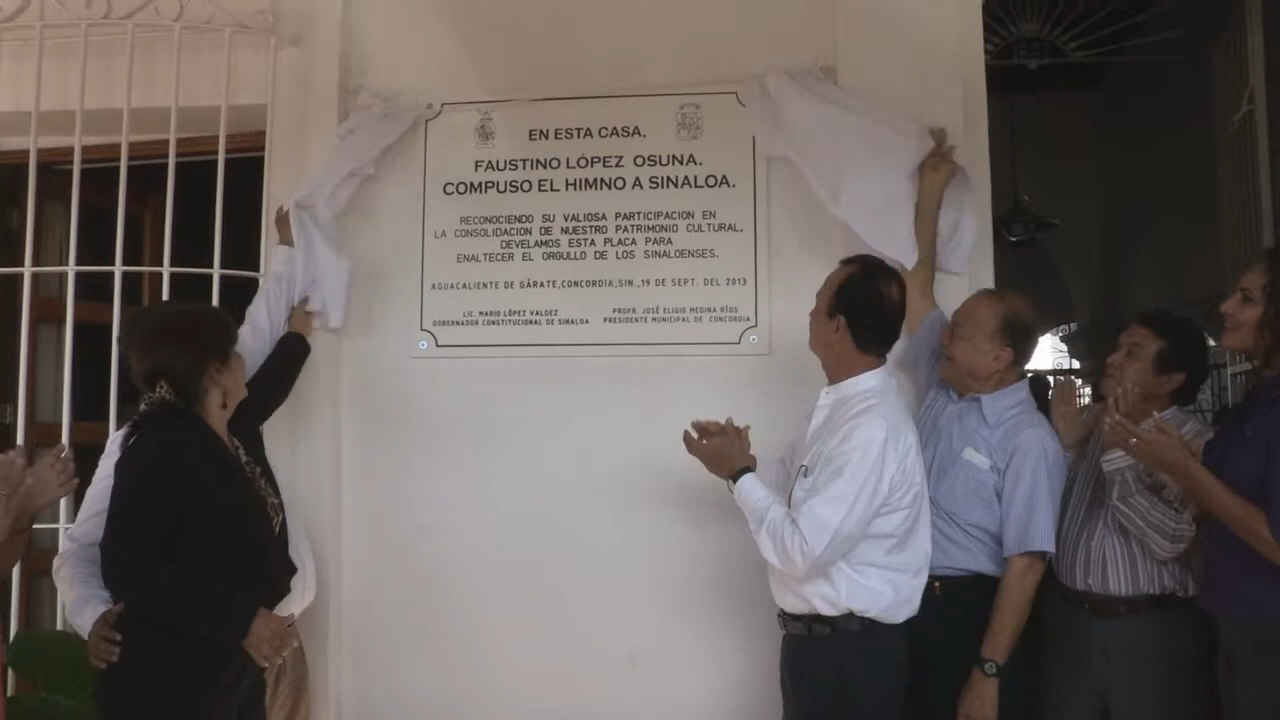 EN ESTA CASA.
FAUSTINO LÓPEZ OSUNA.
COMPUSO EL HIMNO A SINALOA.
RECONOCIENDO SU VALIOSA PARTICIPACION EN
LA CONSOLIDACION DE NUESTRO PATRIMONIO CULTURAL.
DEVELAMOS ESTA PLACA PARA
ENALTECER EL ORGULLO DE LOS SINALOENSES.
AGUACALIENTE DE GÁRATE,CONCORDIA,SIN.,19 DE SEPT. DEL 2013
LIC. MARIO LÓPEZ VALDEZ PROFR. JOSÉ ELIGIO MEDINA RÍOS
GOBERNADOR CONSTITUCIONAL DE SINALOA PRESIDENTE MUNICIPAL DE CONCORDIA